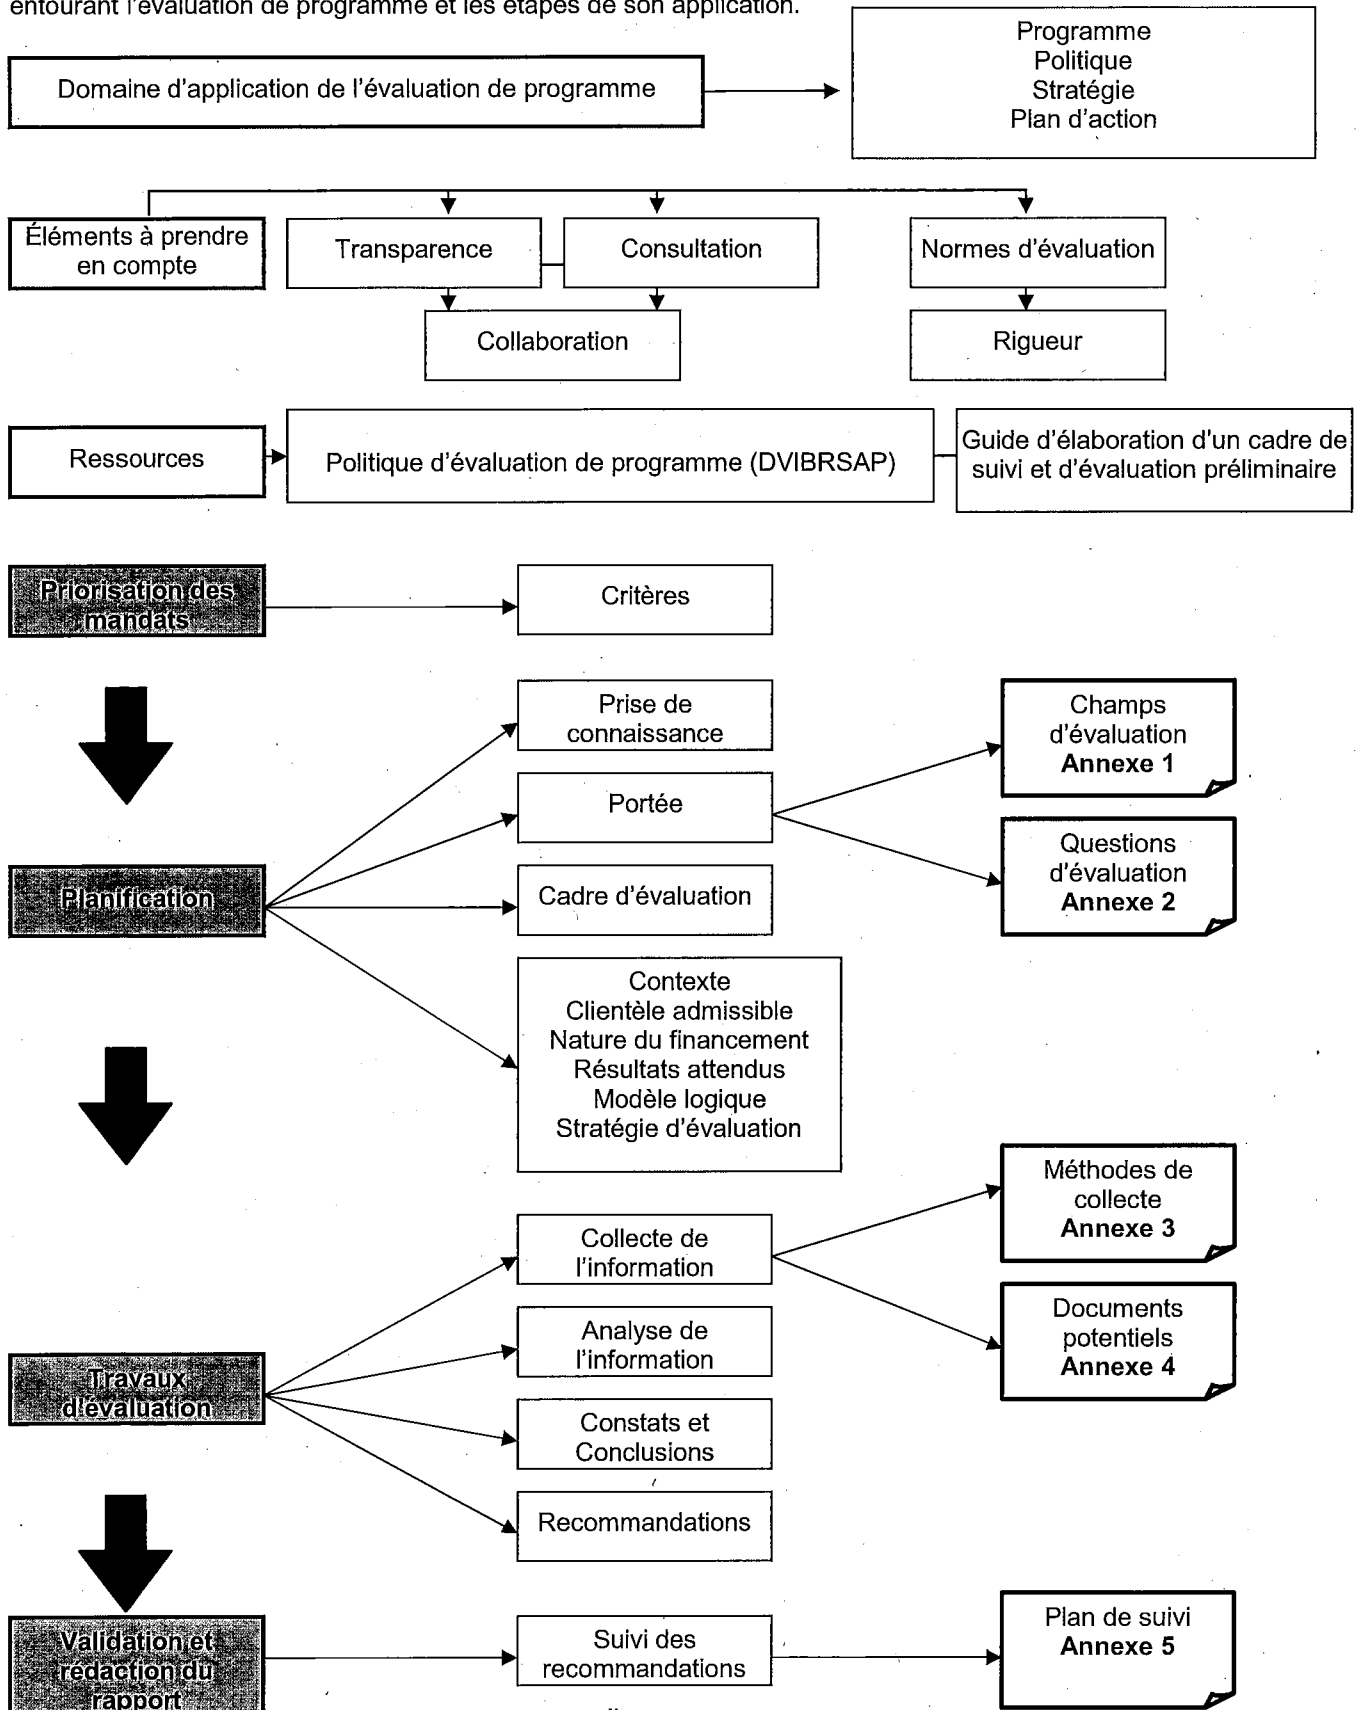 entourant l'évaluation de programme et les étapes de son application.
Domaine d'application de l'évaluation de programme
Programme
Politique
Stratégie
Plan d'action
Éléments à prendre
en compte
Transparence
Consultation
Normes d'évaluation
Collaboration
Rigueur
Ressources
Politique d'évaluation de programme (DVIBRSAP)
Guide d'élaboration d'un cadre de
suivi et d'évaluation préliminaire
Priorisation des
mandats
Critères
Prise de
connaissance
Portée
Champs
d'évaluation
Annexe 1
Questions
d'évaluation
Annexe 2
Planification
Cadre d'évaluation
Contexte
Clientèle admissible
Nature du financement
Résultats attendus
Modèle logique
Stratégie d'évaluation
Collecte de
l'information
Méthodes de
collecte
Annexe 3
Documents
potentiels
Annexe 4
Travaux
d'évaluation
Analyse de
l'information
Constats et
Conclusions
Recommandations
Validation et
rédaction du
rapport
Suivi des
recommandations
Plan de suivi
Annexe 5